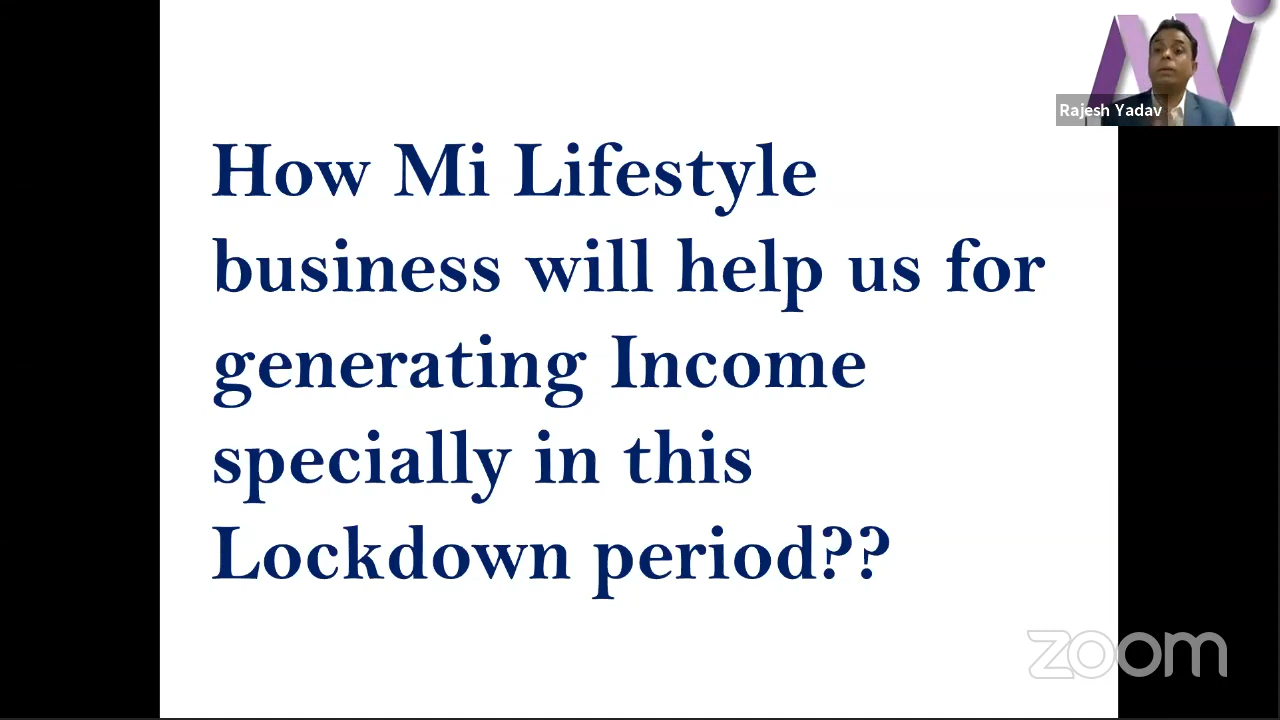 Rajesh Yadav
How Mi Lifestyle
business will help us for
generating Income
specially in this
Lockdown period??
zoom